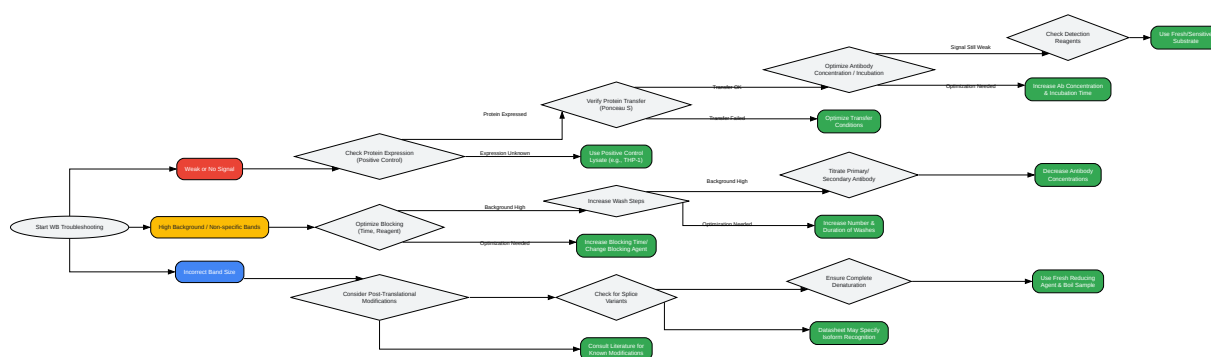 Start WB Troubleshooting
Weak or No Signal
High Background / Non-specific Bands
Incorrect Band Size
Check Protein Expression
(Positive Control)
Protein Expressed
Expression Unknown
Use Positive Control
Lysate (e.g., THP-1)
Verify Protein Transfer
(Ponceau S)
Transfer OK
Transfer Failed
Optimize Transfer
Conditions
Optimize Antibody
Concentration / Incubation
Signal Still Weak
Optimization Needed
Increase Ab Concentration
& Incubation Time
Check Detection
Reagents
Use Fresh/Sensitive
Substrate
Optimize Blocking
(Time, Reagent)
Background High
Optimization Needed
Increase Blocking Time/
Change Blocking Agent
Increase Wash Steps
Background High
Optimization Needed
Increase Number &
Duration of Washes
Titrate Primary/
Secondary Antibody
Decrease Antibody
Concentrations
Consider Post-Translational
Modifications
Consult Literature for
Known Modifications
Check for Splice
Variants
Datasheet May Specify
Isoform Recognition
Ensure Complete
Denaturation
Use Fresh Reducing
Agent & Boil Sample